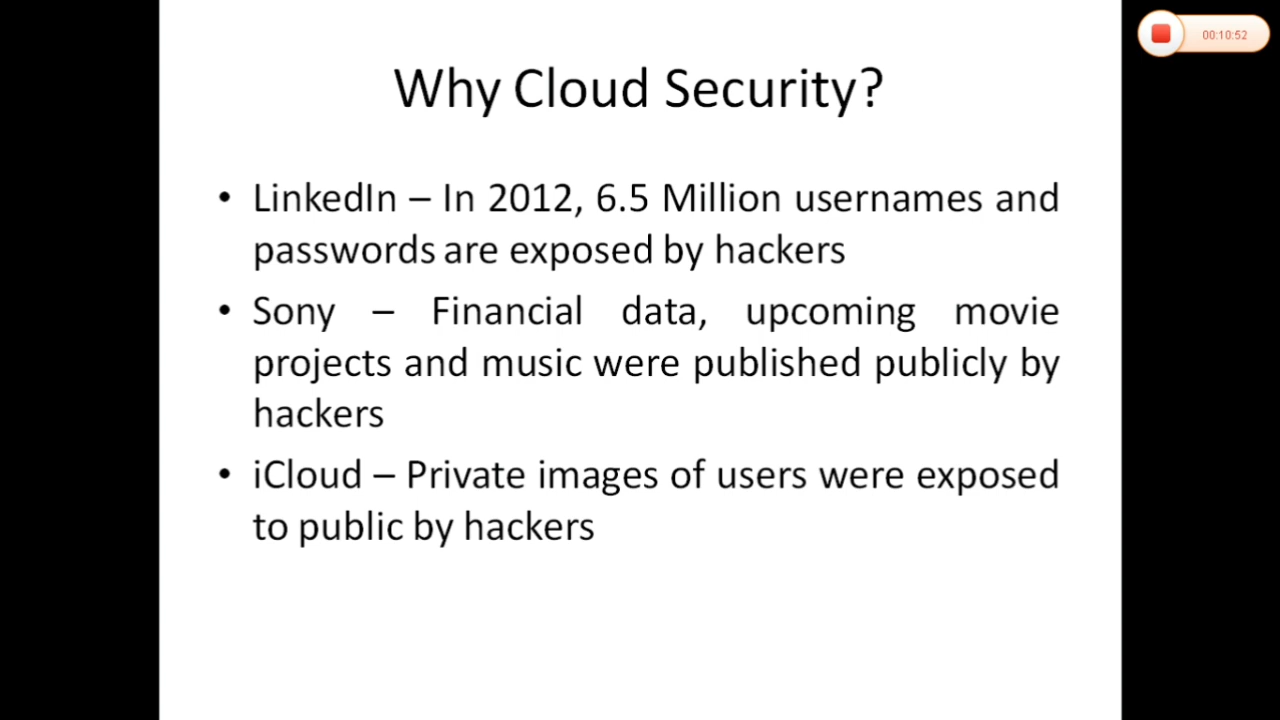 00:10:52
Why Cloud Security?
• LinkedIn – In 2012, 6.5 Million usernames and
passwords are exposed by hackers
• Sony – Financial data, upcoming movie
projects and music were published publicly by
hackers
• iCloud – Private images of users were exposed
to public by hackers